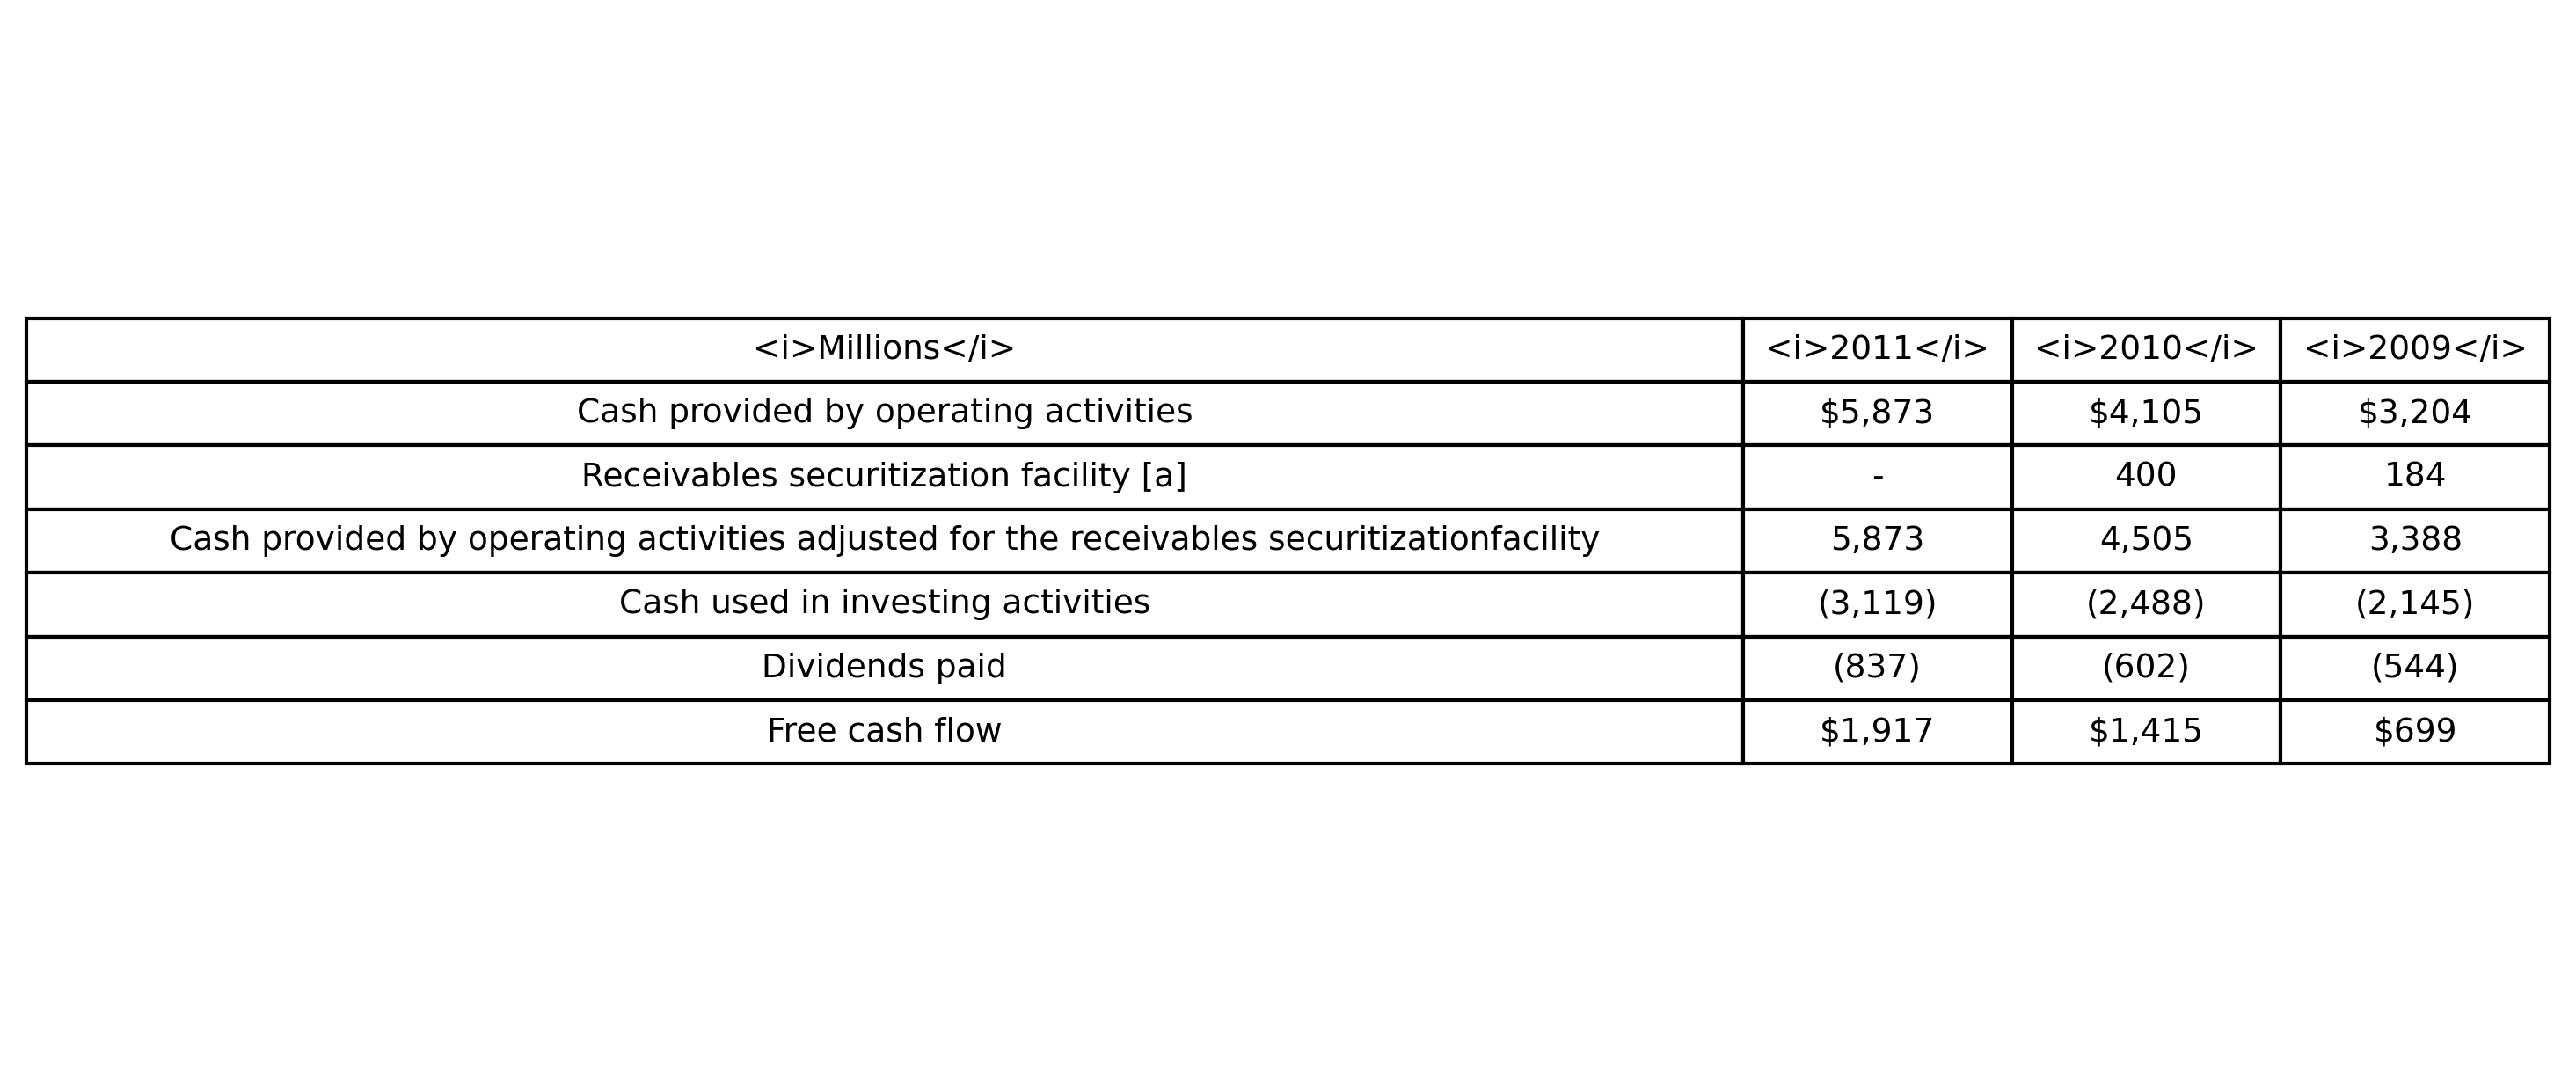 <i>Millions</i> <i>2011</i> <i>2010</i> <i>2009</i>
Cash provided by operating activities $5,873 $4,105 $3,204
Receivables securitization facility [a] - 400 184
Cash provided by operating activities adjusted for the receivables securitizationfacility 5,873 4,505 3,388
Cash used in investing activities (3,119) (2,488) (2,145)
Dividends paid (837) (602) (544)
Free cash flow $1,917 $1,415 $699